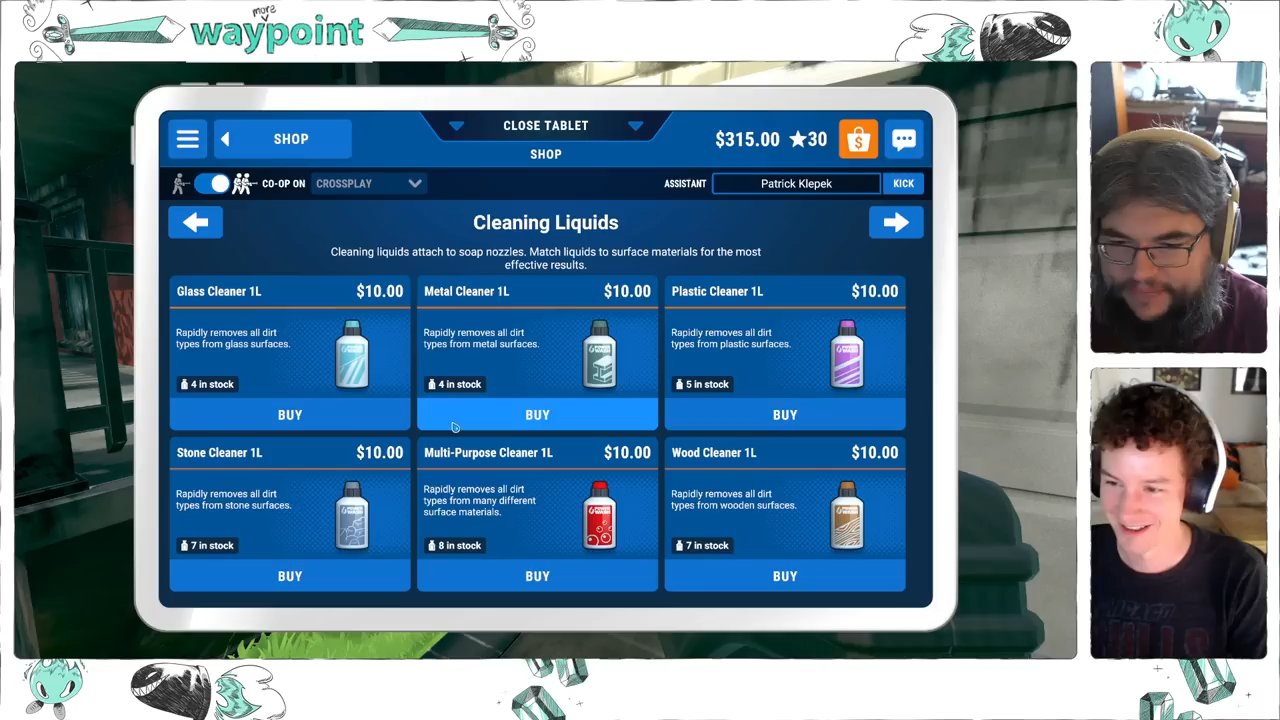 more
waypoint
SHOP
CLOSE TABLET
SHOP
$315.00 ★30
CO-OP ON
CROSSPLAY
ASSISTANT
Patrick Klepek
KICK
Cleaning Liquids
Cleaning liquids attach to soap nozzles. Match liquids to surface materials for the most
effective results.
Glass Cleaner 1L $10.00
Rapidly removes all dirt
types from glass surfaces.
4 in stock
BUY
Metal Cleaner 1L $10.00
Rapidly removes all dirt
types from metal surfaces.
4 in stock
BUY
Plastic Cleaner 1L $10.00
Rapidly removes all dirt
types from plastic surfaces.
5 in stock
BUY
Stone Cleaner 1L $10.00
Rapidly removes all dirt
types from stone surfaces.
7 in stock
BUY
Multi-Purpose Cleaner 1L $10.00
Rapidly removes all dirt
types from many different
surface materials.
8 in stock
BUY
Wood Cleaner 1L $10.00
Rapidly removes all dirt
types from wooden surfaces.
7 in stock
BUY